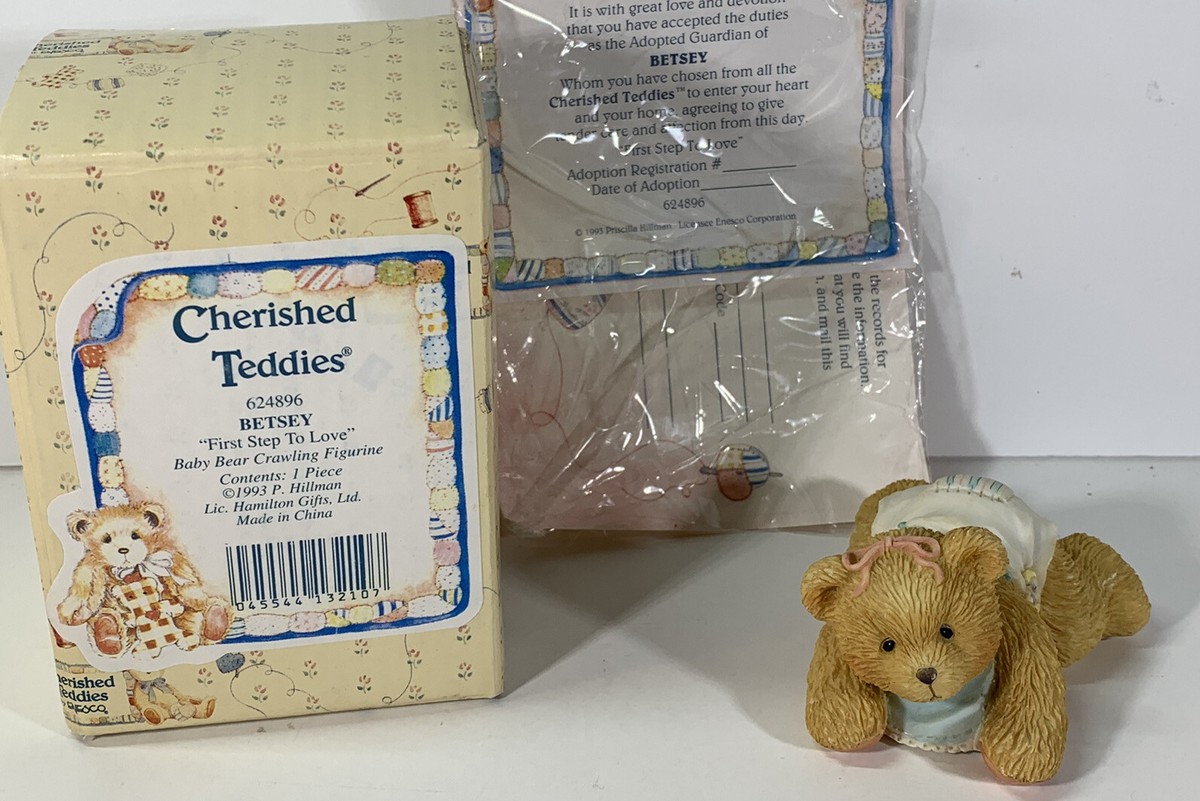 Cherished
Teddies
ENESCO
Cherished
Teddies®
624896
BETSEY
“First Step To Love”
Baby Bear Crawling Figurine
Contents: 1 Piece
©1993 P. Hillman
Lic. Hamilton Gifts, Ltd.
Made in China
045544 132107
erished
eddies
ENESCO®
It is with great love and devotion
that you have accepted the duties
as the Adopted Guardian of
BETSEY
Whom you have chosen from all the
Cherished Teddies™ to enter your heart
and your home, agreeing to give
tender care and affection from this day.
"First Step To Love"
Adoption Registration #
Date of Adoption
624896
© 1993 Priscilla Hillman Licensee Enesco Corporation
Code
the records for
e the information.
at you will find
n, and mail this